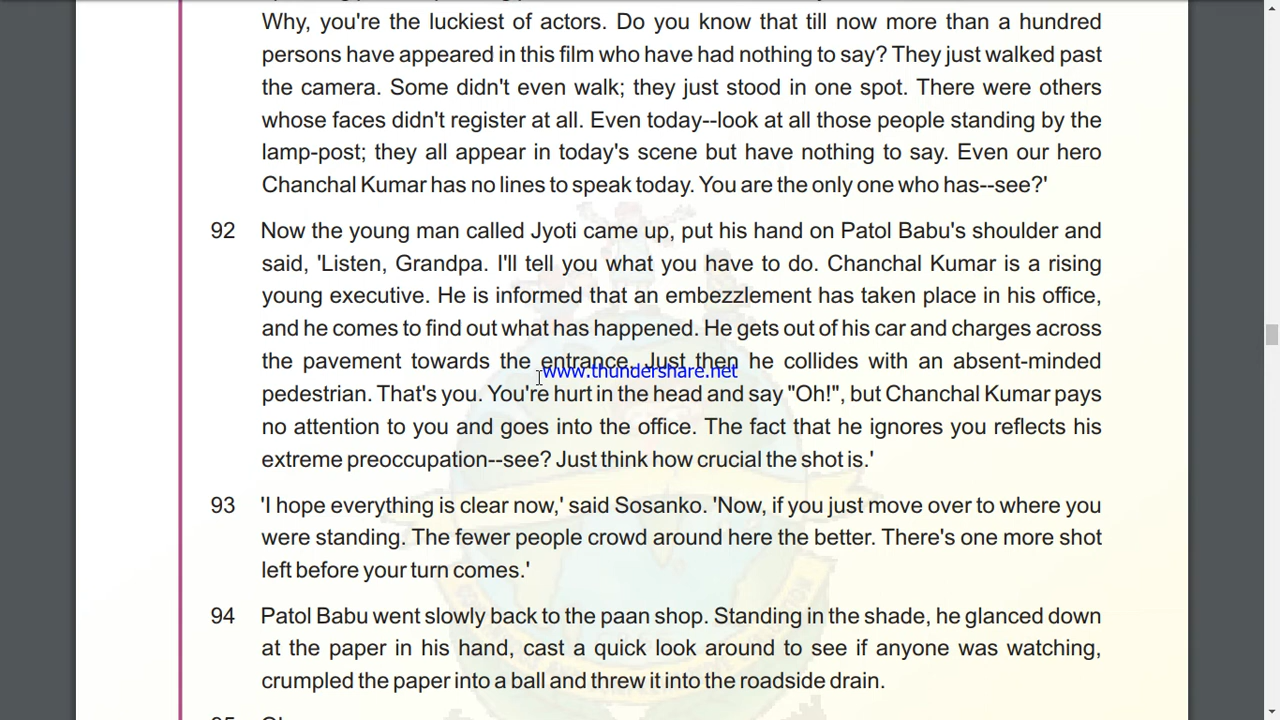 Why, you're the luckiest of actors. Do you know that till now more than a hundred
persons have appeared in this film who have had nothing to say? They just walked past
the camera. Some didn't even walk; they just stood in one spot. There were others
whose faces didn't register at all. Even today--look at all those people standing by the
lamp-post; they all appear in today's scene but have nothing to say. Even our hero
Chanchal Kumar has no lines to speak today. You are the only one who has--see?'
92 Now the young man called Jyoti came up, put his hand on Patol Babu's shoulder and
said, 'Listen, Grandpa. I'll tell you what you have to do. Chanchal Kumar is a rising
young executive. He is informed that an embezzlement has taken place in his office,
and he comes to find out what has happened. He gets out of his car and charges across
the pavement towards the entrance. Just then he collides with an absent-minded
www.thundershare.net
pedestrian. That's you. You're hurt in the head and say "Oh!", but Chanchal Kumar pays
no attention to you and goes into the office. The fact that he ignores you reflects his
extreme preoccupation--see? Just think how crucial the shot is.'
93 'I hope everything is clear now,' said Sosanko. 'Now, if you just move over to where you
were standing. The fewer people crowd around here the better. There's one more shot
left before your turn comes.'
94 Patol Babu went slowly back to the paan shop. Standing in the shade, he glanced down
at the paper in his hand, cast a quick look around to see if anyone was watching,
crumpled the paper into a ball and threw it into the roadside drain.